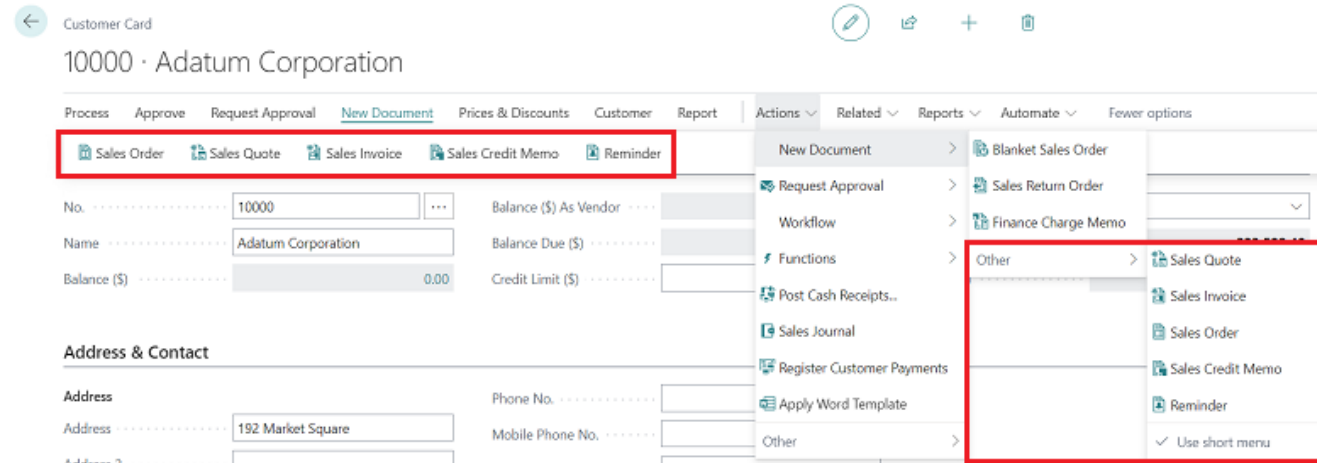 Customer Card
10000 · Adatum Corporation
Process Approve Request Approval New Document Prices & Discounts Customer Report Actions Related Reports Automate Fewer options
Sales Order Sales Quote Sales Invoice Sales Credit Memo Reminder
New Document Blanket Sales Order
Request Approval Sales Return Order
Workflow Finance Charge Memo
Functions Other Sales Quote
Post Cash Receipts... Sales Invoice
Sales Journal Sales Order
Register Customer Payments Sales Credit Memo
Apply Word Template Reminder
Other Use short menu
No. 10000 ... Balance ($) As Vendor
Name Adatum Corporation Balance Due ($)
Balance ($) 0.00 Credit Limit ($)
Address & Contact
Address Phone No.
Address 192 Market Square Mobile Phone No.